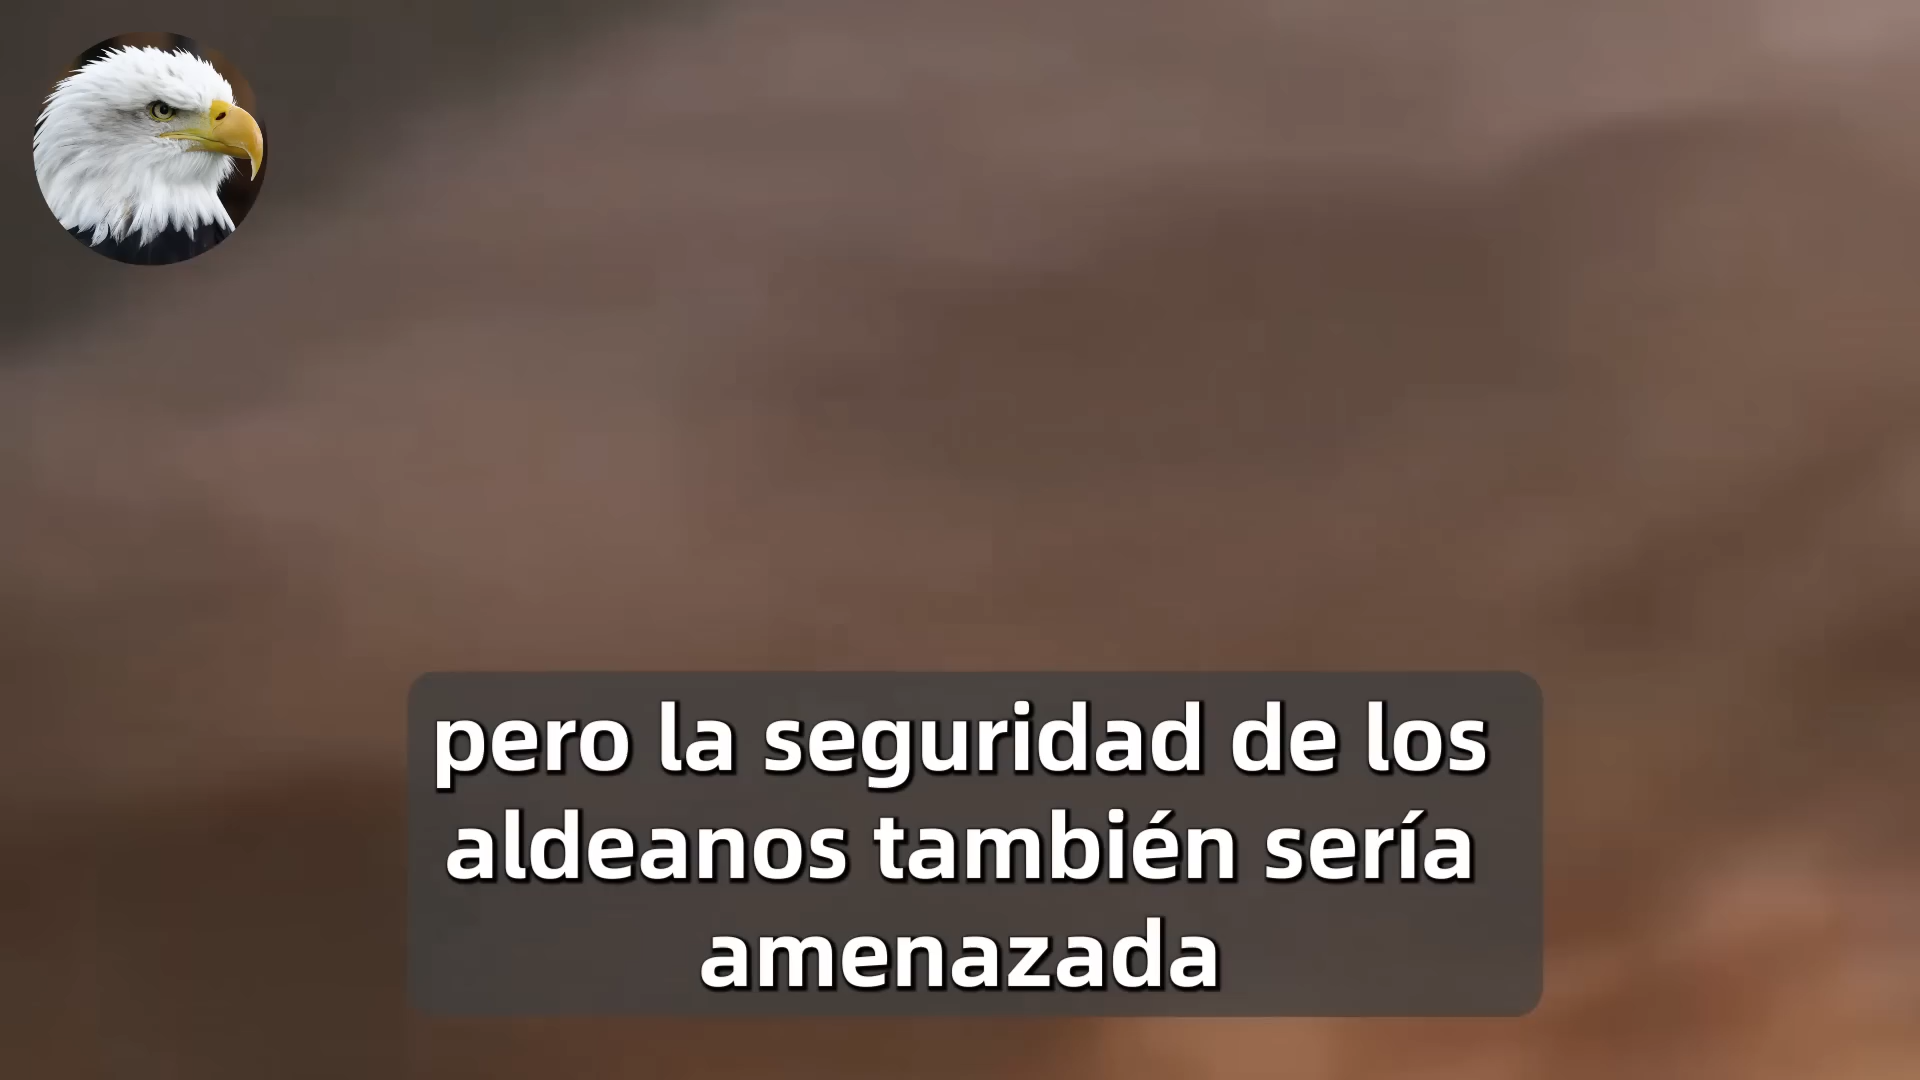 pero la seguridad de los
aldeanos también sería
amenazada